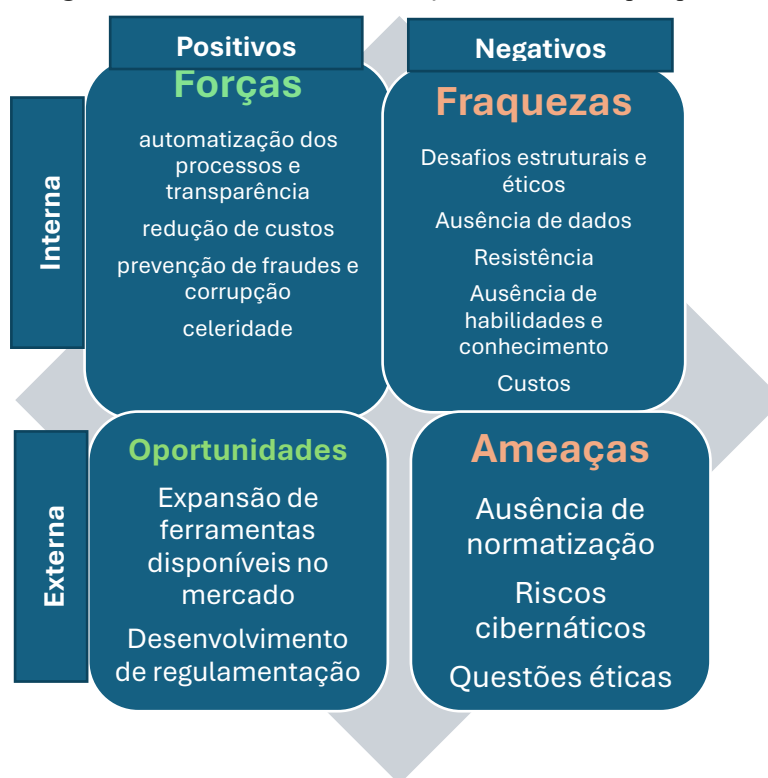 Positivos
Negativos
Interna
Forças
automatização dos
processos e
transparência
redução de custos
prevenção de fraudes e
corrupção
celeridade
Fraquezas
Desafios estruturais e
éticos
Ausência de dados
Resistência
Ausência de
habilidades e
conhecimento
Custos
Externa
Oportunidades
Expansão de
ferramentas
disponíveis no
mercado
Desenvolvimento
de regulamentação
Ameaças
Ausência de
normatização
Riscos
cibernáticos
Questões éticas